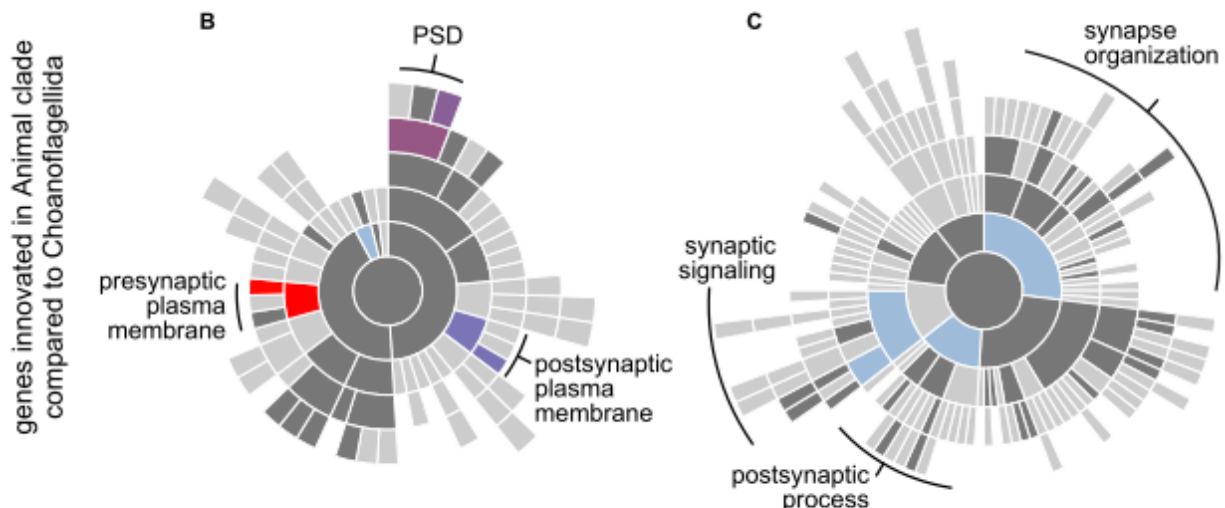 genes innovated in Animal clade
compared to Choanoflagellida
B
PSD
presynaptic
plasma
membrane
postsynaptic
plasma
membrane
C
synapse
organization
synaptic
signaling
postsynaptic
process